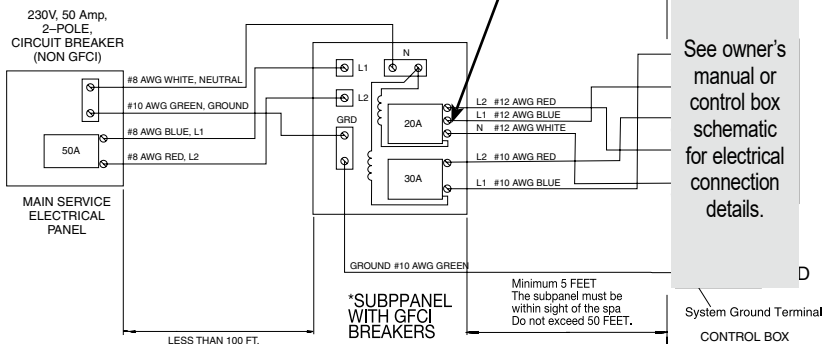 230V, 50 Amp,
2–POLE,
CIRCUIT BREAKER
(NON GFCI)
#8 AWG WHITE, NEUTRAL
#10 AWG GREEN, GROUND
#8 AWG BLUE, L1
50A
#8 AWG RED, L2
MAIN SERVICE
ELECTRICAL
PANEL
LESS THAN 100 FT.
N
L1
L2
GRD
20A
30A
L2 #12 AWG RED
L1 #12 AWG BLUE
N #12 AWG WHITE
L2 #10 AWG RED
L1 #10 AWG BLUE
GROUND #10 AWG GREEN
*SUBPPANEL
WITH GFCI
BREAKERS
Minimum 5 FEET
The subpanel must be
within sight of the spa
Do not exceed 50 FEET.
See owner's
manual or
control box
schematic
for electrical
connection
details.
D
System Ground Terminal
CONTROL BOX